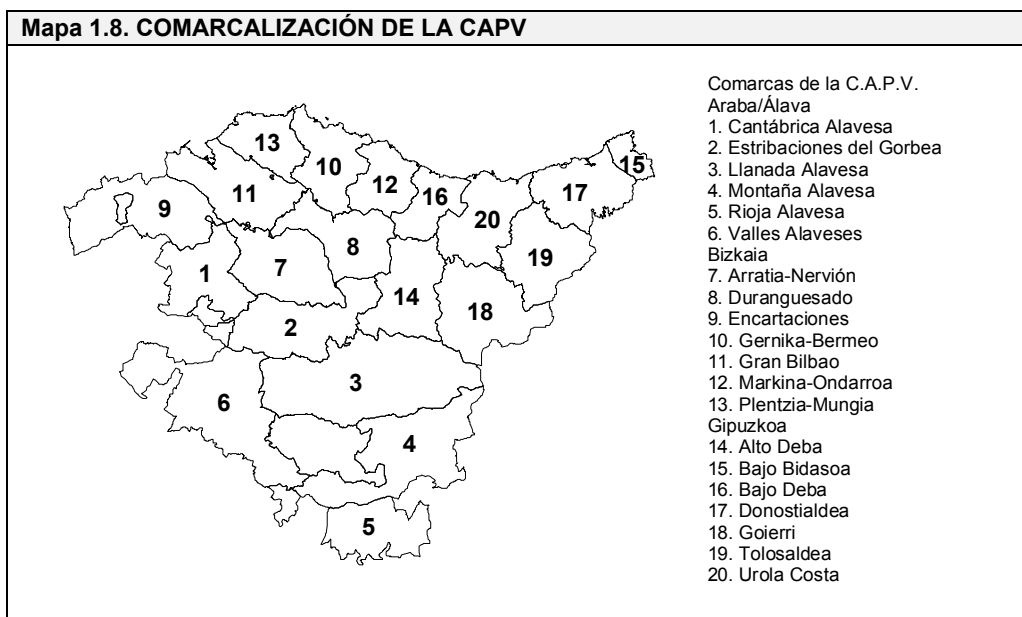 Mapa 1.8. COMARCALIZACIÓN DE LA CAPV
Comarcas de la C.A.P.V.
Araba/Álava
1. Cantábrica Alavesa
2. Estribaciones del Gorbea
3. Llanada Alavesa
4. Montaña Alavesa
5. Rioja Alavesa
6. Valles Alaveses
Bizkaia
7. Arratia-Nervión
8. Duranguesado
9. Encartaciones
10. Gernika-Bermeo
11. Gran Bilbao
12. Markina-Ondarroa
13. Plentzia-Mungia
Gipuzkoa
14. Alto Deba
15. Bajo Bidasoa
16. Bajo Deba
17. Donostialdea
18. Goierri
19. Tolosaldea
20. Urola Costa
13
10
15
12
11
16
17
9
20
8
19
7
1
14
18
2
3
6
4
5